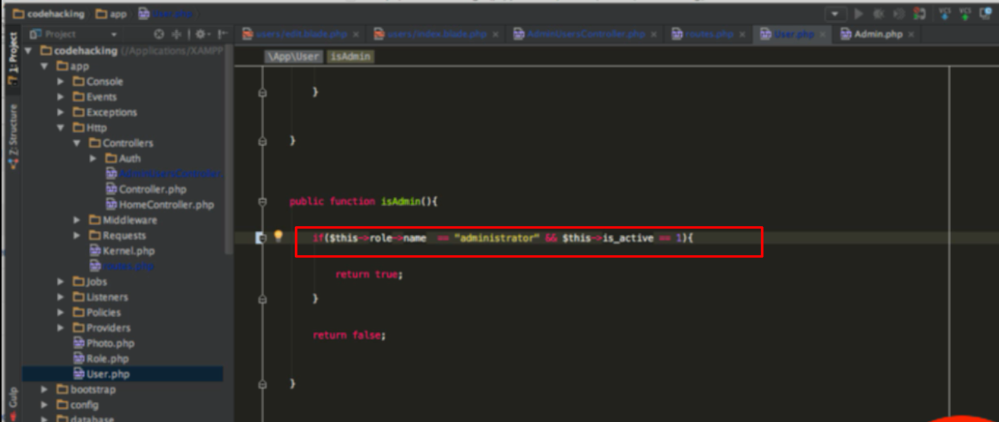 codehacking app User.php
1: Project
Z: Structure
Gulp
Project
codehacking (/Applications/XAMPP
app
Console
Events
Exceptions
Http
Controllers
Auth
AdminUsersController.
Controller.php
HomeController.php
Middleware
Requests
Kernel.php
routes.php
Jobs
Listeners
Policies
Providers
Photo.php
Role.php
User.php
bootstrap
config
database
users/edit.blade.php users/index.blade.php AdminUsersController.php routes.php User.php Admin.php
VCS VCS
\App\User isAdmin
}
}
public function isAdmin(){
if($this->role->name == "administrator" && $this->is_active == 1){
return true;
}
return false;
}